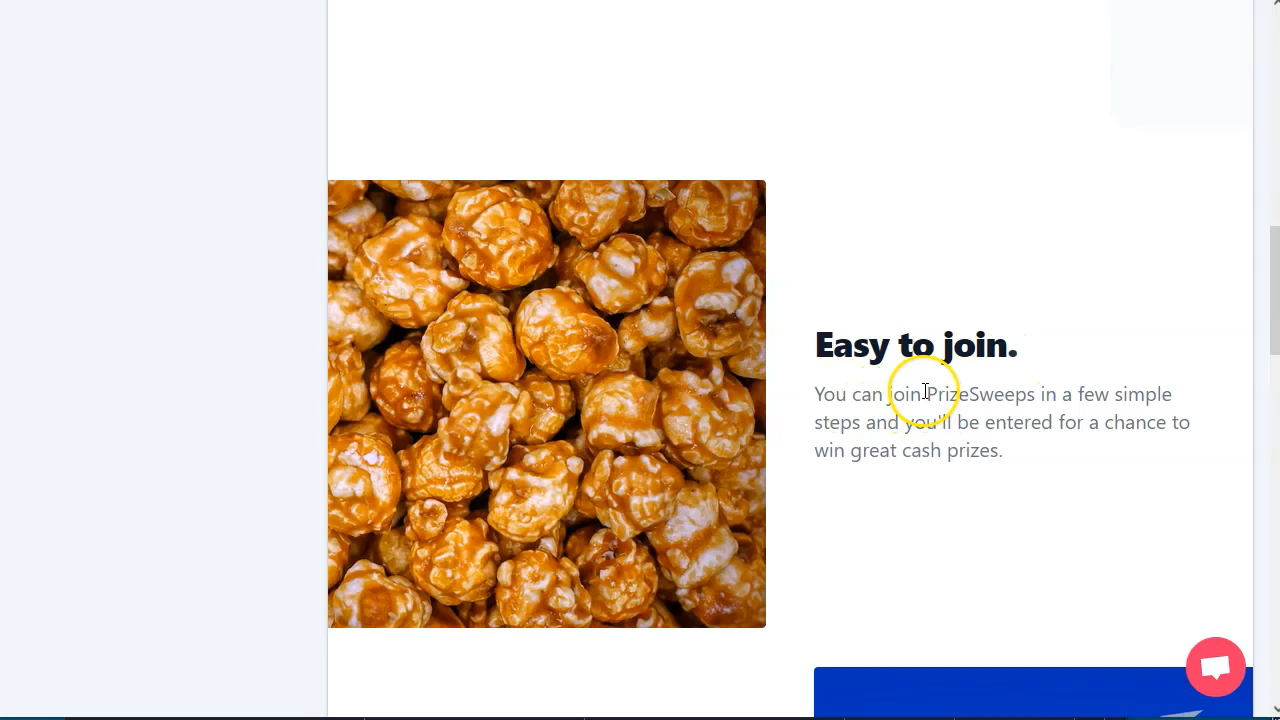 Easy to join.
You can join PrizeSweeps in a few simple
steps and you'll be entered for a chance to
win great cash prizes.